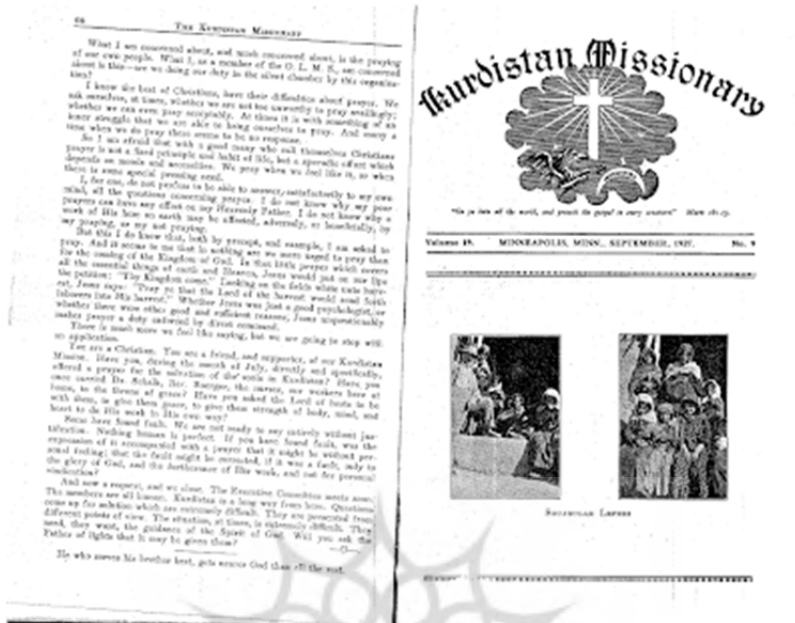 66 THE KURDISTAN MISSIONARY
What I am concerned about, and much concerned about, is the praying
of our own people. What I, as a member of the O. L. M. S., am concerned
about is this—are we doing our duty in the silent chamber by this organiza-
tion?
I know the best of Christians, have their difficulties about prayer. We
ask ourselves, at times, whether we are not too unworthy to pray availingly;
whether we can even pray acceptably. At times it is with something of an
inner struggle that we are able to bring ourselves to pray. And many a
time when we do pray there seems to be no response.
So I am afraid that with a good many who call themselves Christians
prayer is not a fixed principle and habit of life, but a sporadic effort which
depends on moods and necessities. We pray when we feel like it, or when
there is some special pressing need.
I, for one, do not profess to be able to answer, satisfactorily to my own
mind, all the questions concerning prayer. I do not know why my poor
prayers can have any effect on my Heavenly Father. I do not know why a
work of His here on earth may be affected, adversely, or beneficially, by
my praying, or my not praying.
But this I do know, that both by precept, and example, I am asked to
pray. And it seems to me that in nothing are we more urged to pray than
for the coming of the Kingdom of God. In that little prayer which covers
all the essential things of earth and Heaven, Jesus would put on our lips
the petition: "Thy Kingdom come." Looking on the fields white unto harv-
est, Jesus says: "Pray ye that the Lord of the harvest would send forth
laborers into His harvest." Whether Jesus was just a good psychologist, or
whether there were other good and sufficient reasons, Jesus unquestionably
makes prayer a duty enforced by direct command.
There is much more we feel like saying, but we are going to stop with
an application.
You are a Christian. You are a friend, and supporter, of our Kurdistan
Mission. Have you, during the month of July, directly and specifically,
offered a prayer for the salvation of the souls in Kurdistan? Have you
once carried Dr. Schalk, Rev. the nurses, our workers here at
home, to the throne of grace? Have you asked the Lord of hosts to be
with them, to give them peace, to give them strength of body, mind, and
heart to do His work in His own way?
Some have found fault. We are not ready to say entirely without jus-
tification. Nothing human is perfect. If you have found fault, was the
expression of it accompanied with a prayer that it might be without per-
sonal feeling; that the fault might be corrected, if it was a fault, only to
the glory of God, and the furtherance of His work, and not for personal
vindication?
And now a request, and we close. The Executive Committee meets soon.
The members are all human. Kurdistan is a long way from here. Questions
come up for solution which are extremely difficult. They are presented from
different points of view. The situation, at times, is extremely difficult. They
need, they want, the guidance of the Spirit of God. Will you ask the
Father of lights that it may be given them?
—O—
He who serves his brother best, gets nearer God than all the rest.
Kurdistan Missionary
"Go ye into all the world, and preach the gospel to every creature." Mark 16:15.
Volume 19. MINNEAPOLIS, MINN., SEPTEMBER, 1927. No. 9